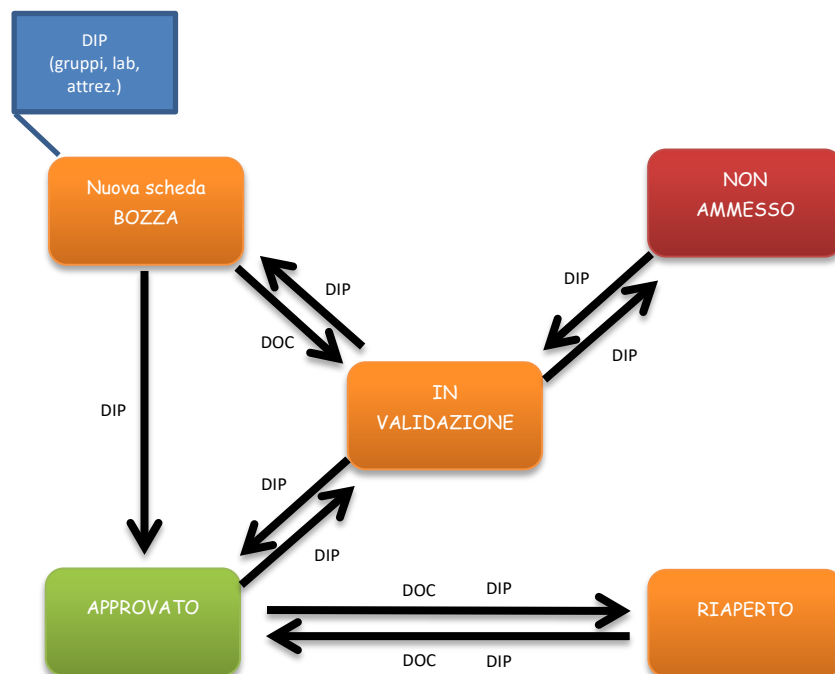 DIP
(gruppi, lab,
attrez.)
Nuova scheda
BOZZA
NON
AMMESSO
DIP
DIP
DOC
DIP
IN
VALIDAZIONE
DIP
DIP
DIP
APPROVATO
DOC DIP
RIAPERTO
DOC DIP